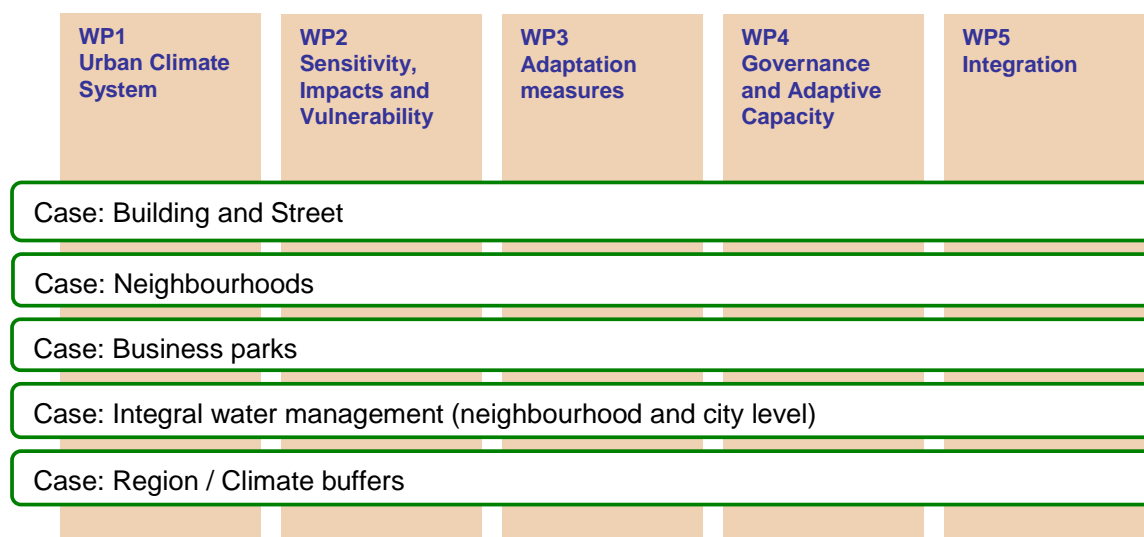 WP1
Urban Climate
System
WP2
Sensitivity,
Impacts and
Vulnerability
WP3
Adaptation
measures
WP4
Governance
and Adaptive
Capacity
WP5
Integration
Case: Building and Street
Case: Neighbourhoods
Case: Business parks
Case: Integral water management (neighbourhood and city level)
Case: Region / Climate buffers